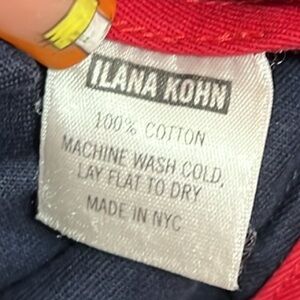 ILANA KOHN
100% COTTON
MACHINE WASH COLD,
LAY FLAT TO DRY
MADE IN NYC